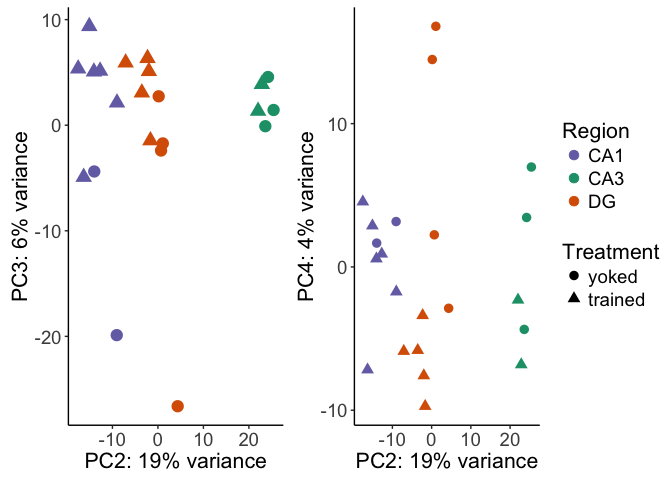 PC3: 6% variance
10
0
-10
-20
-10
0
10
20
PC2: 19% variance
PC4: 4% variance
10
0
-10
-10
0
10
20
PC2: 19% variance
Region
CA1
CA3
DG
Treatment
yoked
trained